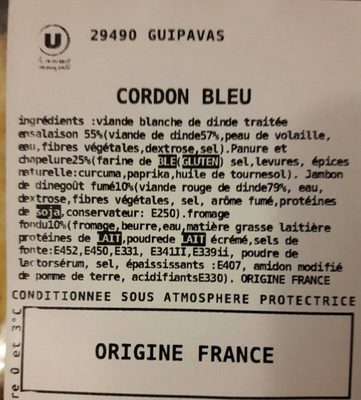 U
29490 GUIPAVAS
CORDON BLEU
ingrédients :viande blanche de dinde traitée
ensalaison 55%(viande de dinde57%,peau de volaille,
eau,fibres végétales,dextrose,sel).Panure et
chapelure25%(farine de BLE(GLUTEN) sel,levures, épices
naturelle:curcuma,paprika,huile de tournesol). Jambon
de dinegoût fumé10%(viande rouge de dinde79%, eau,
dextrose,fibres végétales, sel, arôme fumé,protéines
de soja,conservateur: E250).fromage
fondu10%(fromage,beurre,eau,matière grasse laitière
protéines de LAIT,poudrede LAIT écrémé,sels de
fonte:E452,E450,E331, E341II,E339ii, poudre de
lactorsérum, sel, épaississants :E407, amidon modifié
de pomme de terre, acidifiantsE330). ORIGINE FRANCE
CONDITIONNEE SOUS ATMOSPHERE PROTECTRICE
ORIGINE FRANCE
re 0 et 3°C